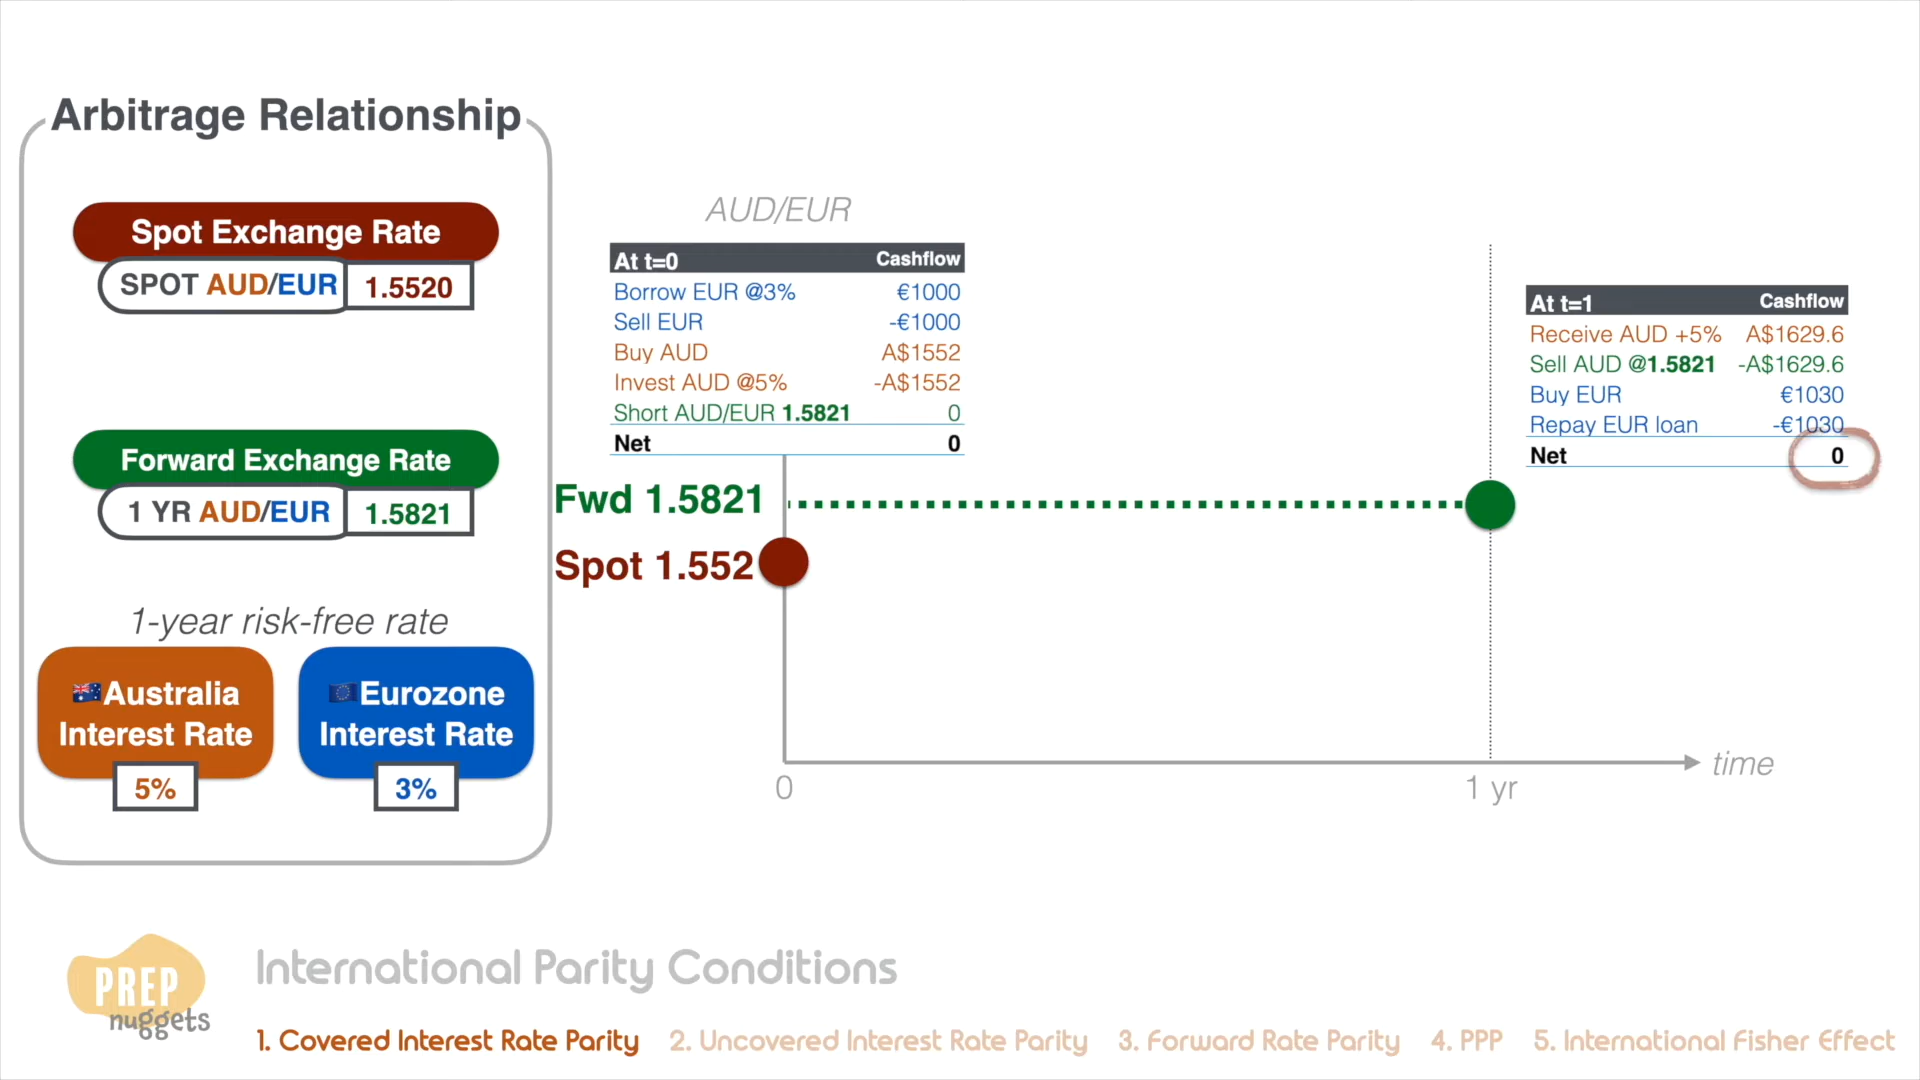 Arbitrage Relationship
Spot Exchange Rate
SPOT AUD/EUR 1.5520
Forward Exchange Rate
1 YR AUD/EUR 1.5821
1-year risk-free rate
Australia
Interest Rate
5%
Eurozone
Interest Rate
3%
AUD/EUR
At t=0 Cashflow
Borrow EUR @3% €1000
Sell EUR -€1000
Buy AUD A$1552
Invest AUD @5% -A$1552
Short AUD/EUR 1.5821 0
Net 0
Fwd 1.5821
Spot 1.552
0
1 yr
time
At t=1 Cashflow
Receive AUD +5% A$1629.6
Sell AUD @1.5821 -A$1629.6
Buy EUR €1030
Repay EUR loan -€1030
Net 0
PREP
nuggets
International Parity Conditions
1. Covered Interest Rate Parity 2. Uncovered Interest Rate Parity 3. Forward Rate Parity 4. PPP 5. International Fisher Effect